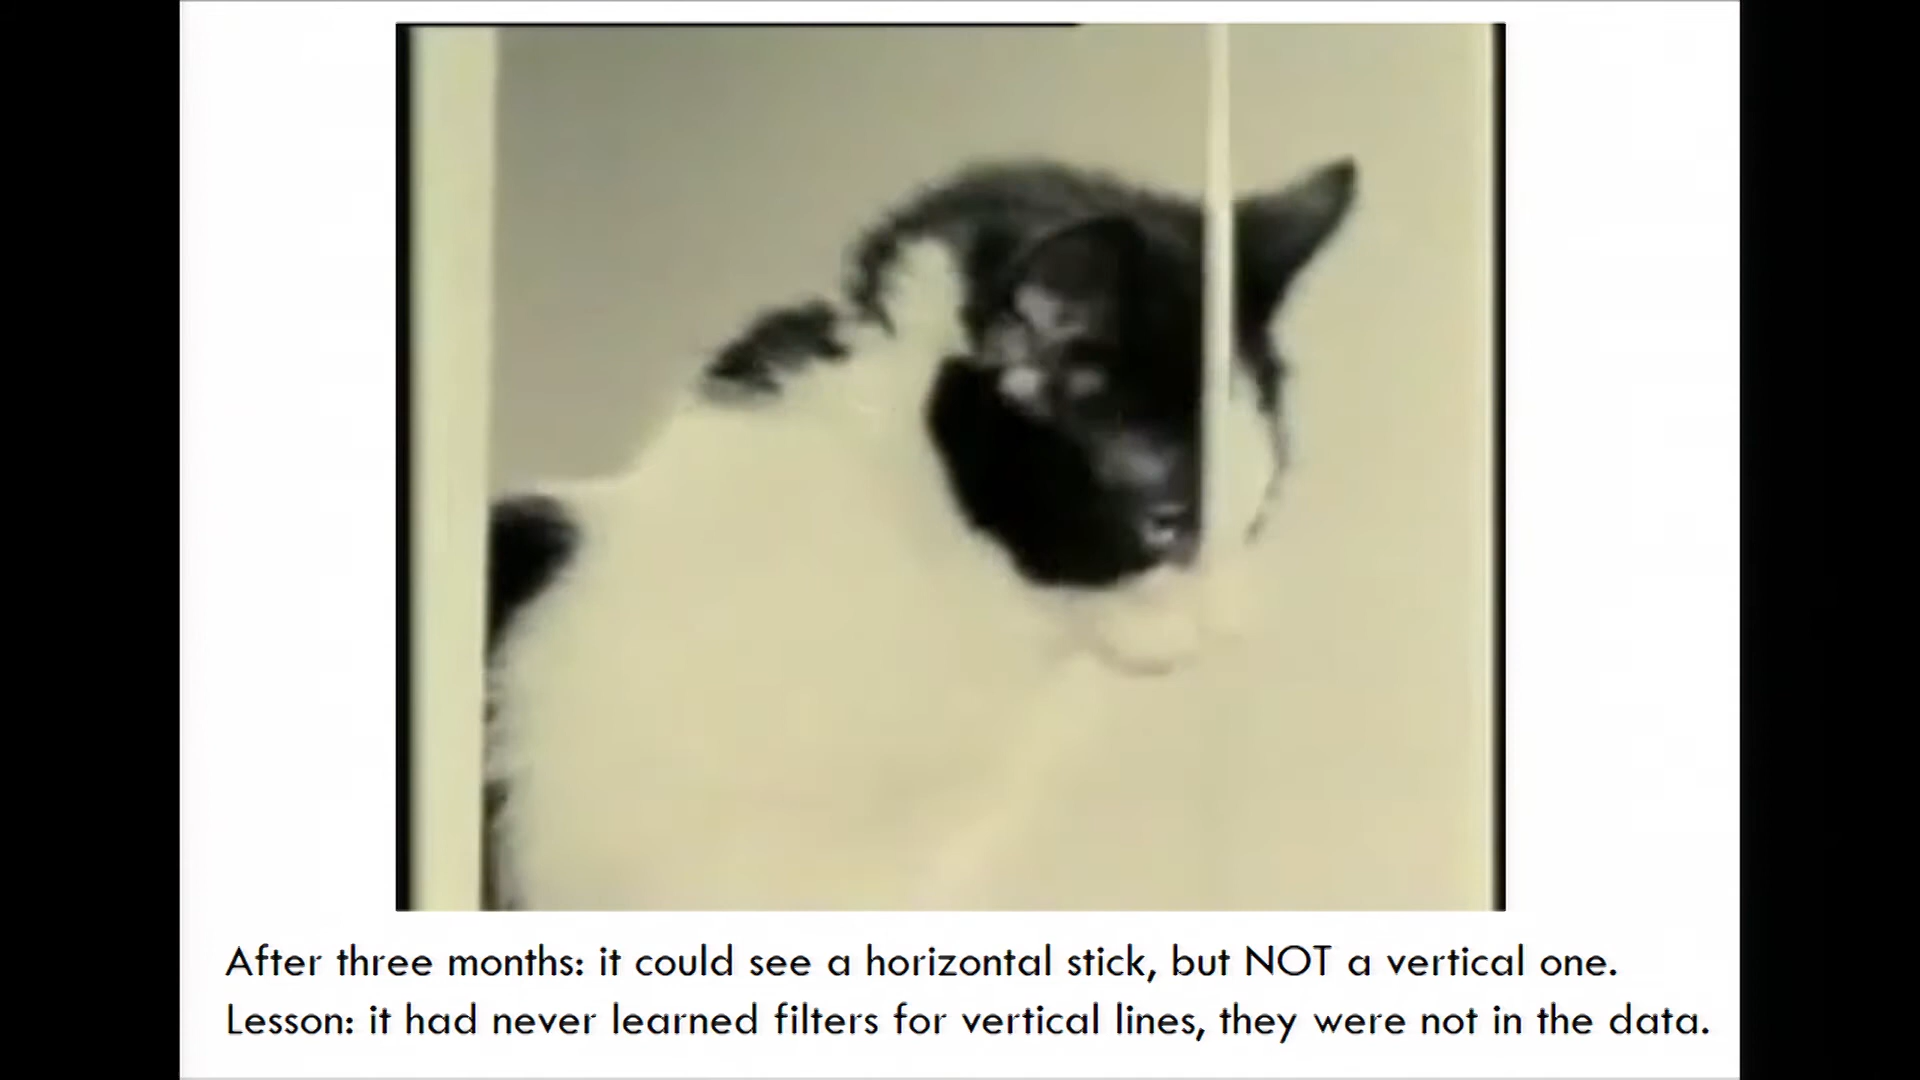 After three months: it could see a horizontal stick, but NOT a vertical one.
Lesson: it had never learned filters for vertical lines, they were not in the data.